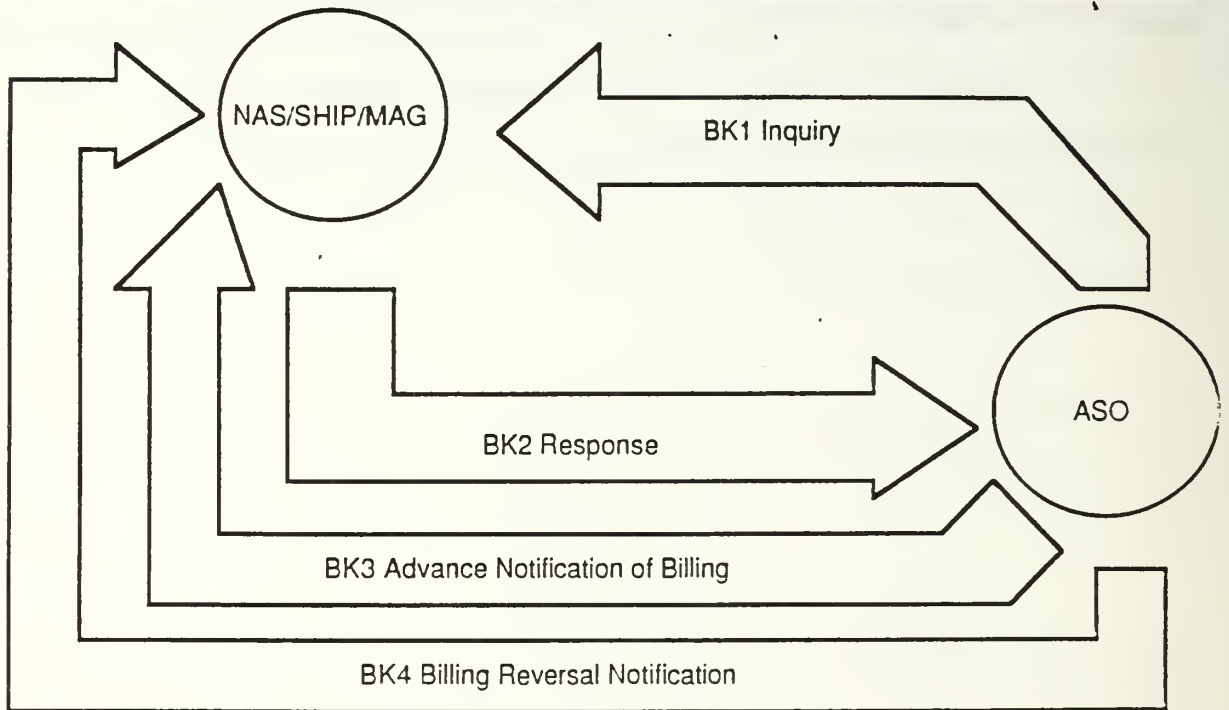 NAS/SHIP/MAG
BK1 Inquiry
ASO
BK2 Response
BK3 Advance Notification of Billing
BK4 Billing Reversal Notification